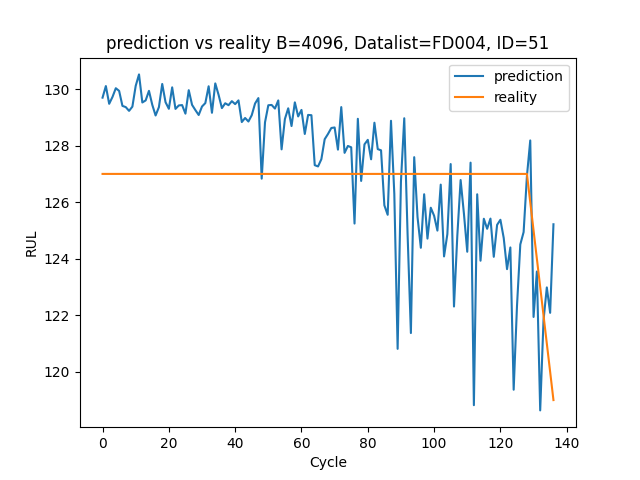 prediction vs reality B=4096, Datalist=FD004, ID=51
prediction
reality
RUL
130
128
126
124
122
120
0 20 40 60 80 100 120 140
Cycle